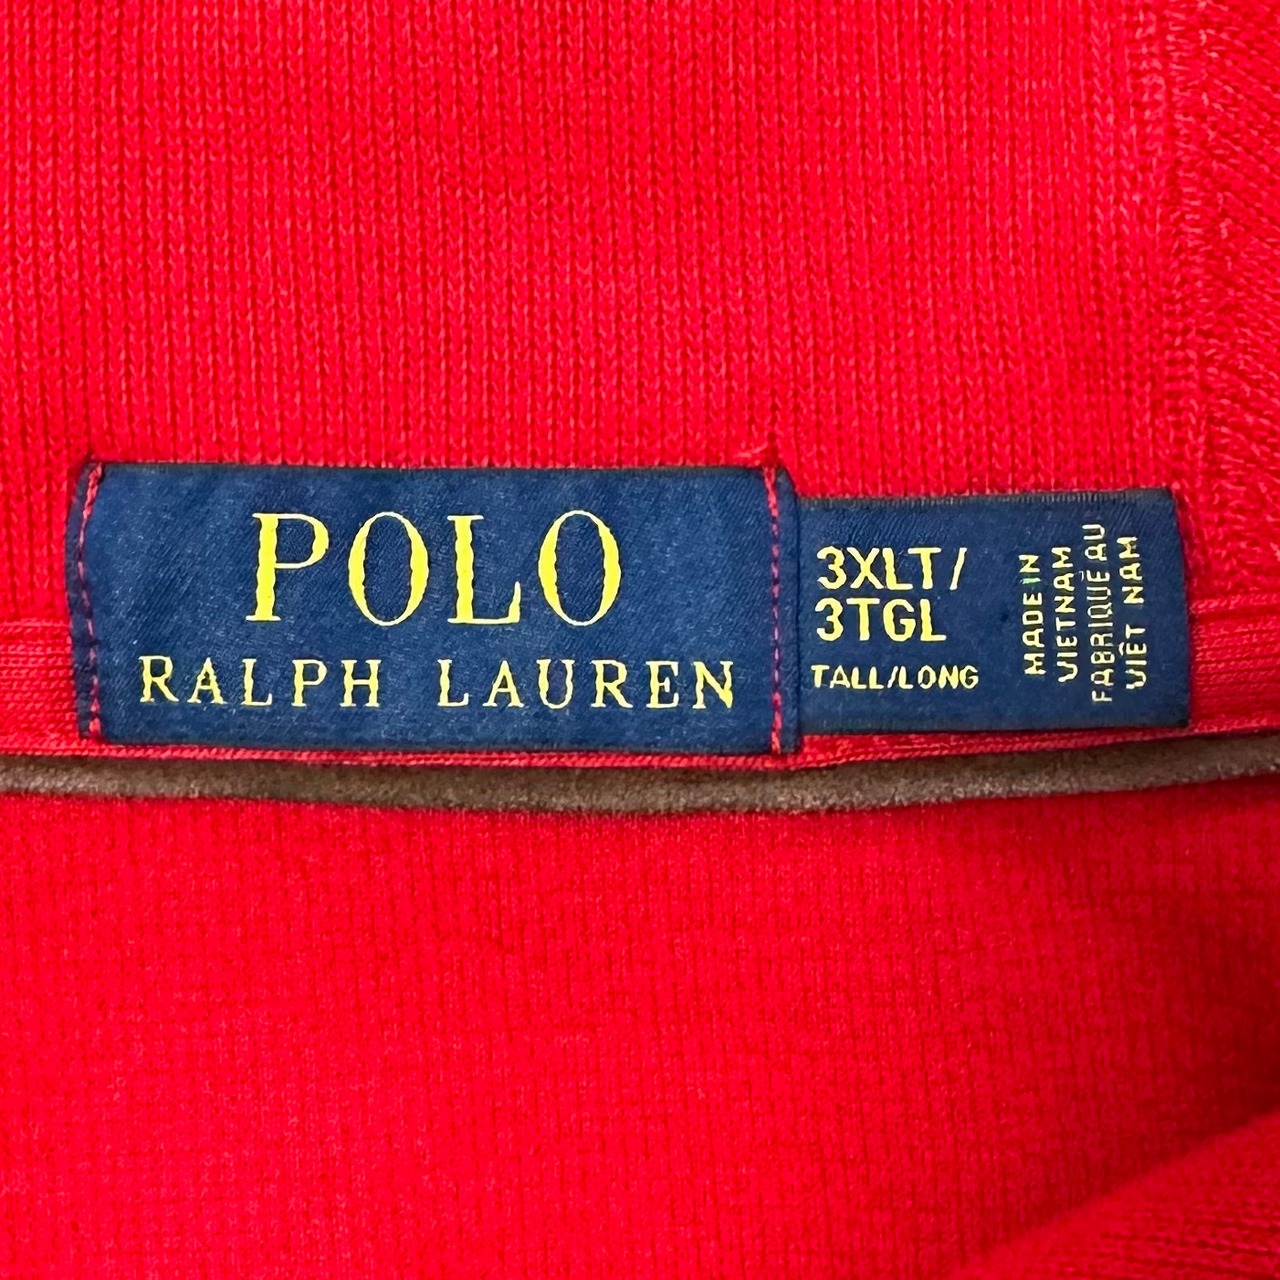 POLO
RALPH LAUREN
3XLT/
3TGL
TALL/LONG
MADE IN
VIETNAM
FABRIQUÉ AU
VIÊT NAM